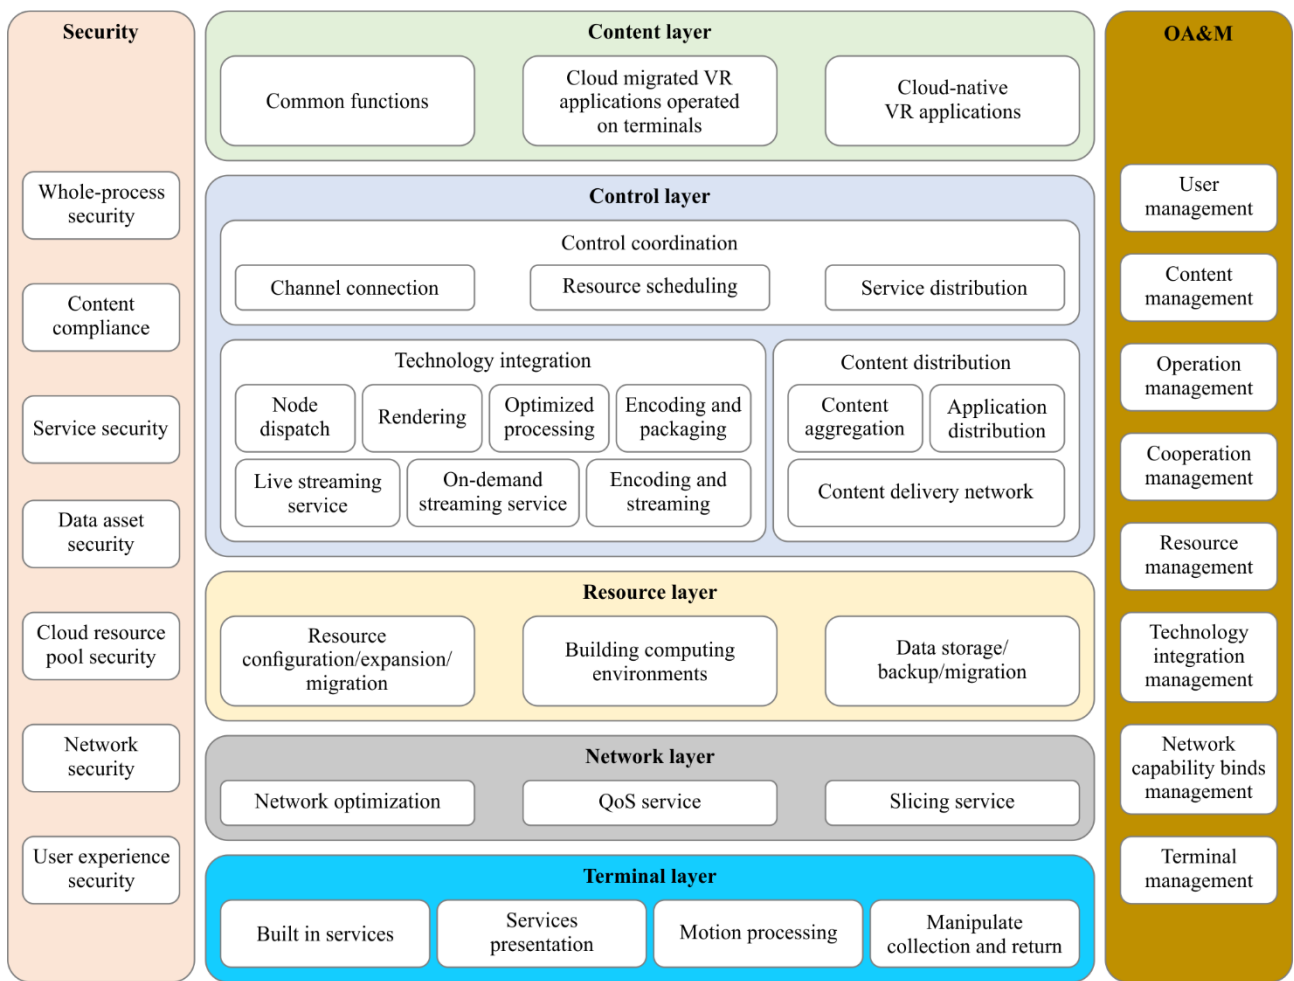 Security
Whole-process
security
Content
compliance
Service security
Data asset
security
Cloud resource
pool security
Network
security
User experience
security
Content layer
Common functions
Cloud migrated VR
applications operated
on terminals
Cloud-native
VR applications
Control layer
Control coordination
Channel connection
Resource scheduling
Service distribution
Technology integration
Node
dispatch
Rendering
Optimized
processing
Encoding and
packaging
Live streaming
service
On-demand
streaming service
Encoding and
streaming
Content distribution
Content
aggregation
Application
distribution
Content delivery network
Resource layer
Resource
configuration/expansion/
migration
Building computing
environments
Data storage/
backup/migration
Network layer
Network optimization
QoS service
Slicing service
Terminal layer
Built in services
Services
presentation
Motion processing
Manipulate
collection and return
OA&M
User
management
Content
management
Operation
management
Cooperation
management
Resource
management
Technology
integration
management
Network
capability binds
management
Terminal
management